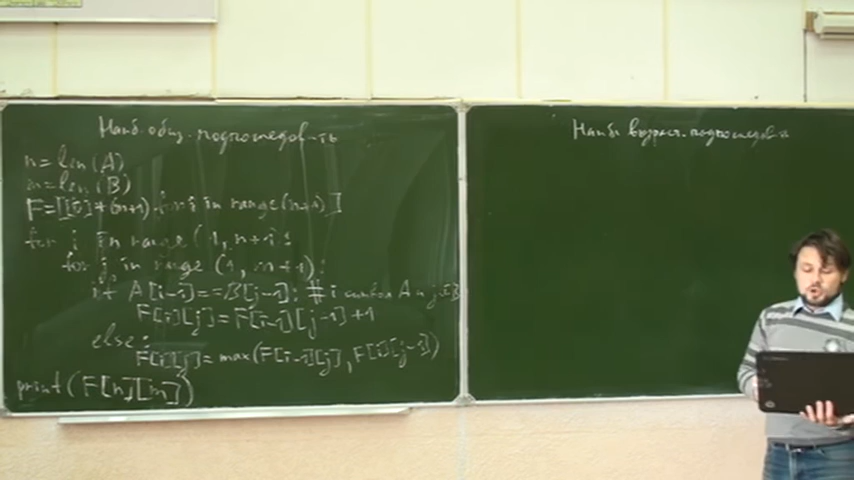 Наиб. общ. подпоследов-ть
n=len(A)
m=len(B)
F=[[0]*(m+1) for i in range(n+1)]
for i in range(1, n+1):
for j in range (1, m+1):
if A[i-1]==B[j-1]: # i символ A и j B
F[i][j]=F[i-1][j-1]+1
else:
F[i][j]=max(F[i-1][j], F[i][j-1])
print(F[n][m])
Наиб. возраст. подпоследов-ть